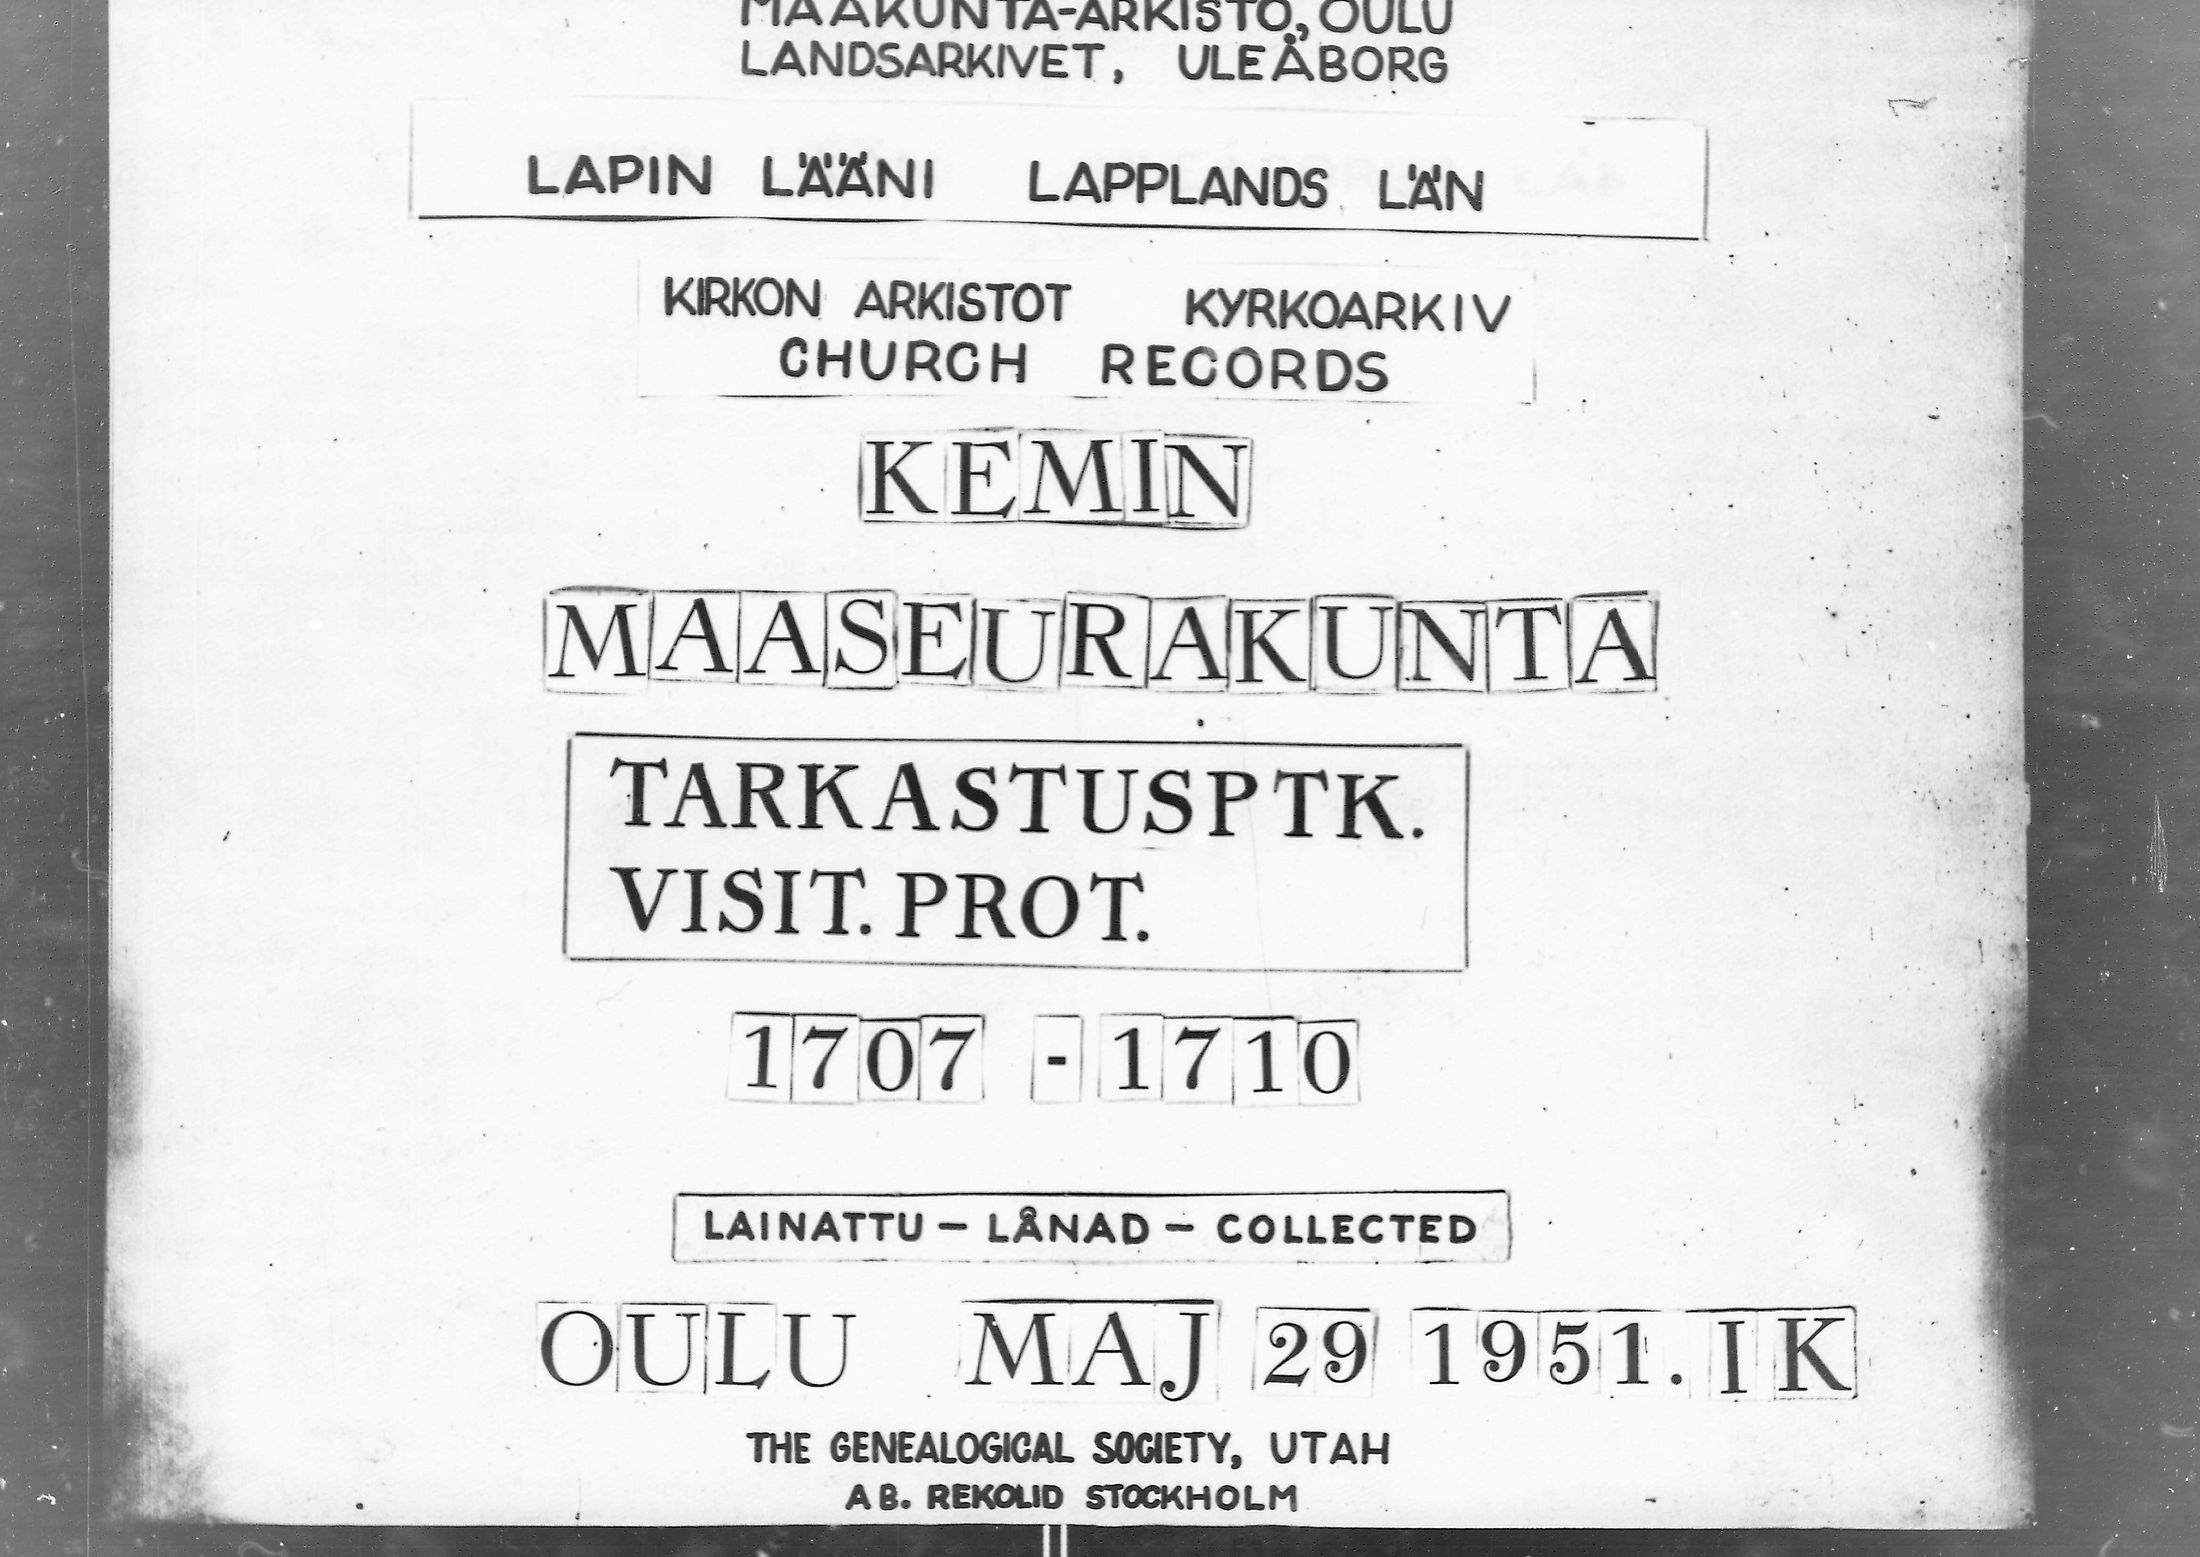 MAAKUNTA-ARKISTO, OULU
LANDSARKIVET, ULEÅBORG
LAPIN LÄÄNI LAPPLANDS LÄN
KIRKON ARKISTOT KYRKOARKIV
CHURCH RECORDS
KEMIN
MAASEURAKUNTA
TARKASTUSPTK.
VISIT. PROT.
1707 - 1710
LAINATTU – LÅNAD – COLLECTED
OULU MAJ 29 1951. IK
THE GENEALOGICAL SOCIETY, UTAH
AB. REKOLID STOCKHOLM